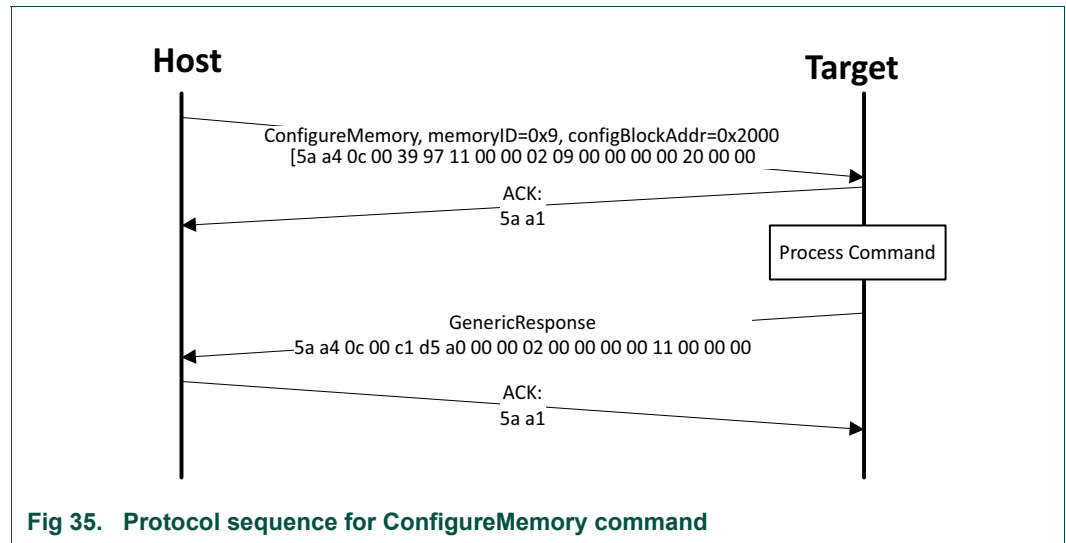 Host
Target
ConfigureMemory, memoryID=0x9, configBlockAddr=0x2000
[5a a4 0c 00 39 97 11 00 00 02 09 00 00 00 00 20 00 00
ACK:
5a a1
Process Command
GenericResponse
5a a4 0c 00 c1 d5 a0 00 00 02 00 00 00 00 11 00 00 00
ACK:
5a a1
Fig 35. Protocol sequence for ConfigureMemory command